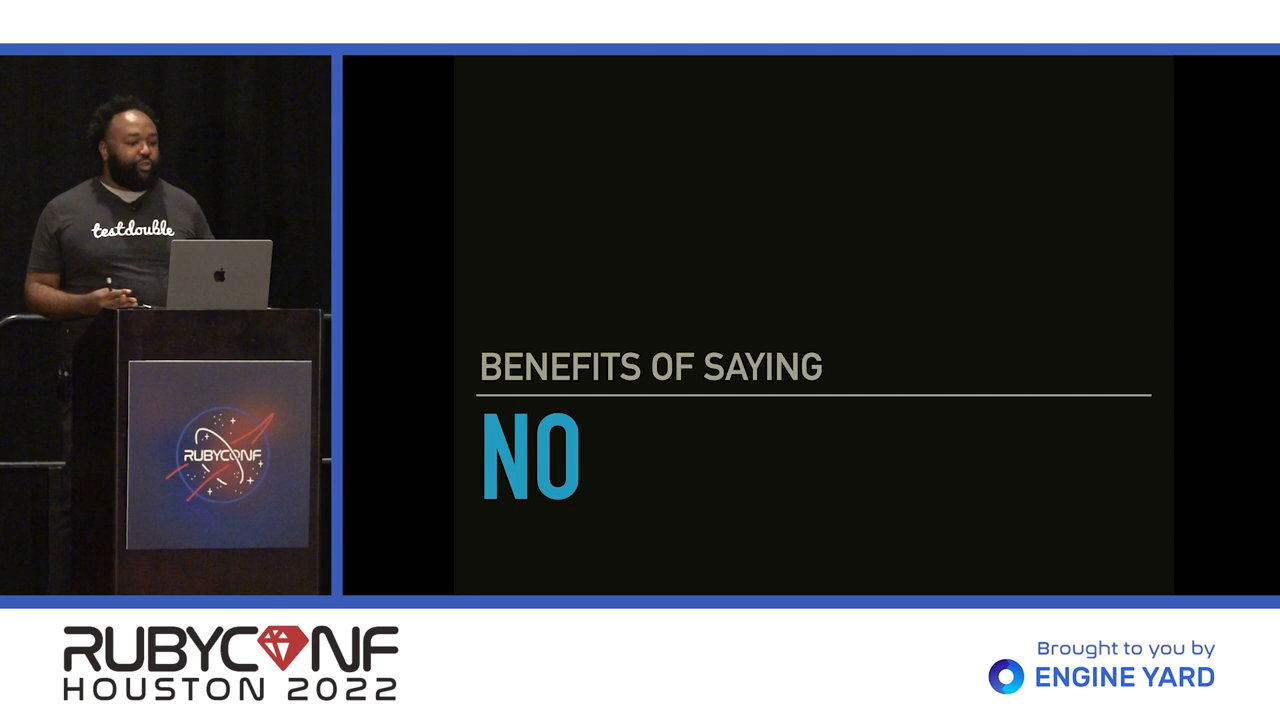 testdouble
RUBYCONF
BENEFITS OF SAYING
NO
RUBYCONF
HOUSTON 2022
Brought to you by
ENGINE YARD